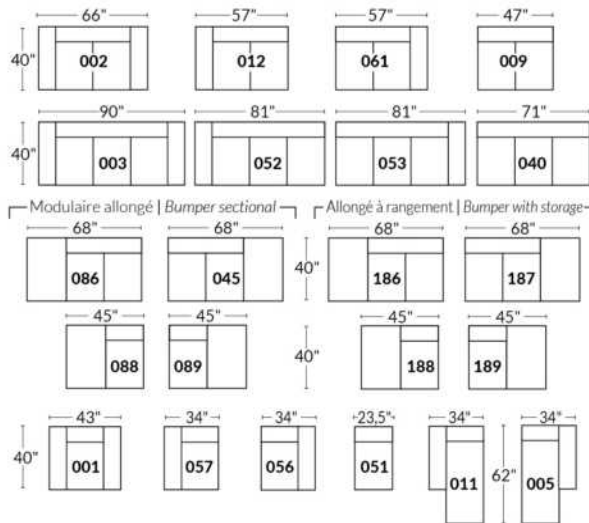 66" 57" 57" 47"
40" 002 012 061 009
90" 81" 81" 71"
40" 003 052 053 040
Modulaire allongé | Bumper sectional Allongé à rangement | Bumper with storage
68" 68" 68" 68"
086 045 40" 186 187
45" 45" 45" 45"
088 089 40" 188 189
43" 34" 34" 23,5" 34" 34"
40" 001 057 056 051 011 62" 005